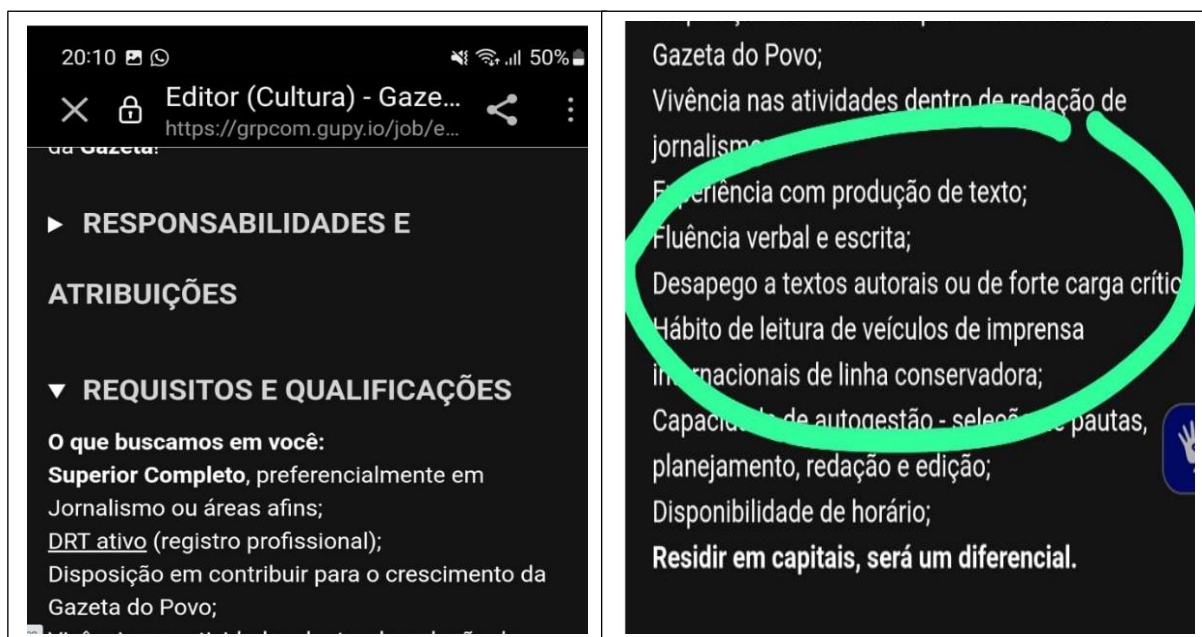 20:10 50%
Editor (Cultura) - Gaze...
https://grpcom.gupy.io/job/e...
da Gazeta!
RESPONSABILIDADES E
ATRIBUIÇÕES
REQUISITOS E QUALIFICAÇÕES
O que buscamos em você:
Superior Completo, preferencialmente em
Jornalismo ou áreas afins;
DRT ativo (registro profissional);
Disposição em contribuir para o crescimento da
Gazeta do Povo;
Gazeta do Povo;
Vivência nas atividades dentro de redação de
jornalismo
Experiência com produção de texto;
Fluência verbal e escrita;
Desapego a textos autorais ou de forte carga crític
Hábito de leitura de veículos de imprensa
internacionais de linha conservadora;
Capacidade de autogestão - seleção de pautas,
planejamento, redação e edição;
Disponibilidade de horário;
Residir em capitais, será um diferencial.